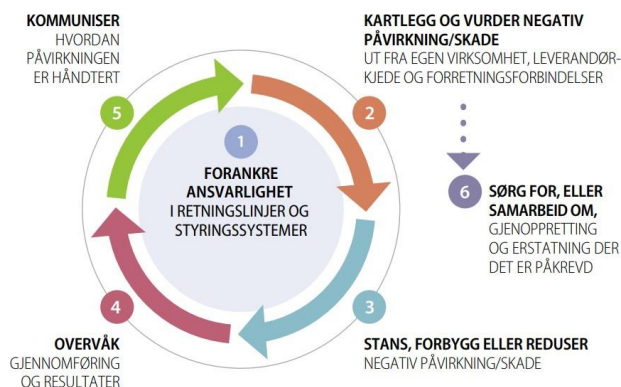 KOMMUNISER
HVORDAN
PÅVIRKNINGEN
ER HÅNDTERT
5
1
FORANKRE
ANSVARLIGHET
I RETNINGSLINJER OG
STYRINGSSYSTEMER
KARTLEGG OG VURDER NEGATIV
PÅVIRKNING/SKADE
UT FRA EGEN VIRKSOMHET, LEVERANDØR-
KJEDE OG FORRETNINGSFORBINDELSER
2
6
SØRG FOR, ELLER
SAMARBEID OM,
GJENOPPRETTING
OG ERSTATNING DER
DET ER PÅKREVD
3
STANS, FORBYGG ELLER REDUSER
NEGATIV PÅVIRKNING/SKADE
4
OVERVÅK
GJENNOMFØRING
OG RESULTATER